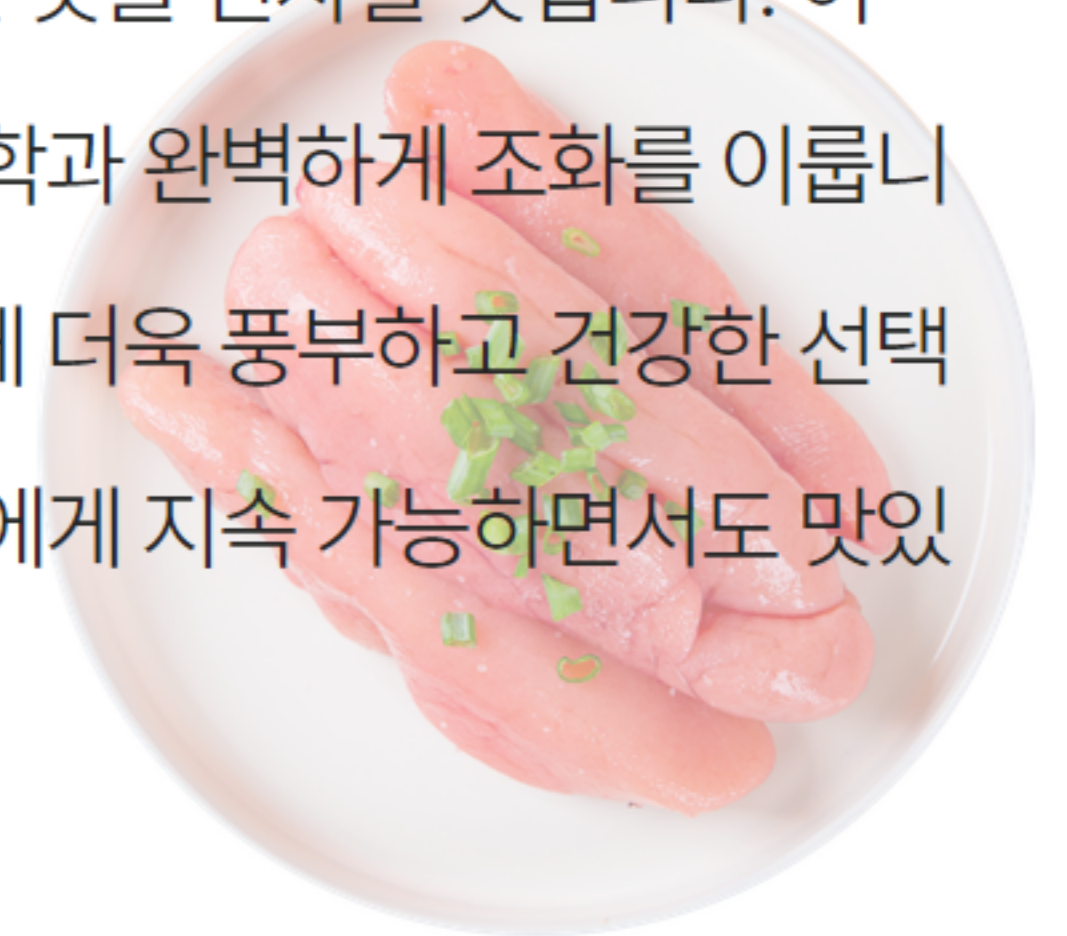 학과 완벽하게 조화를 이룹니
더욱 풍부하고 건강한 선택
에게 지속 가능하면서도 맛있